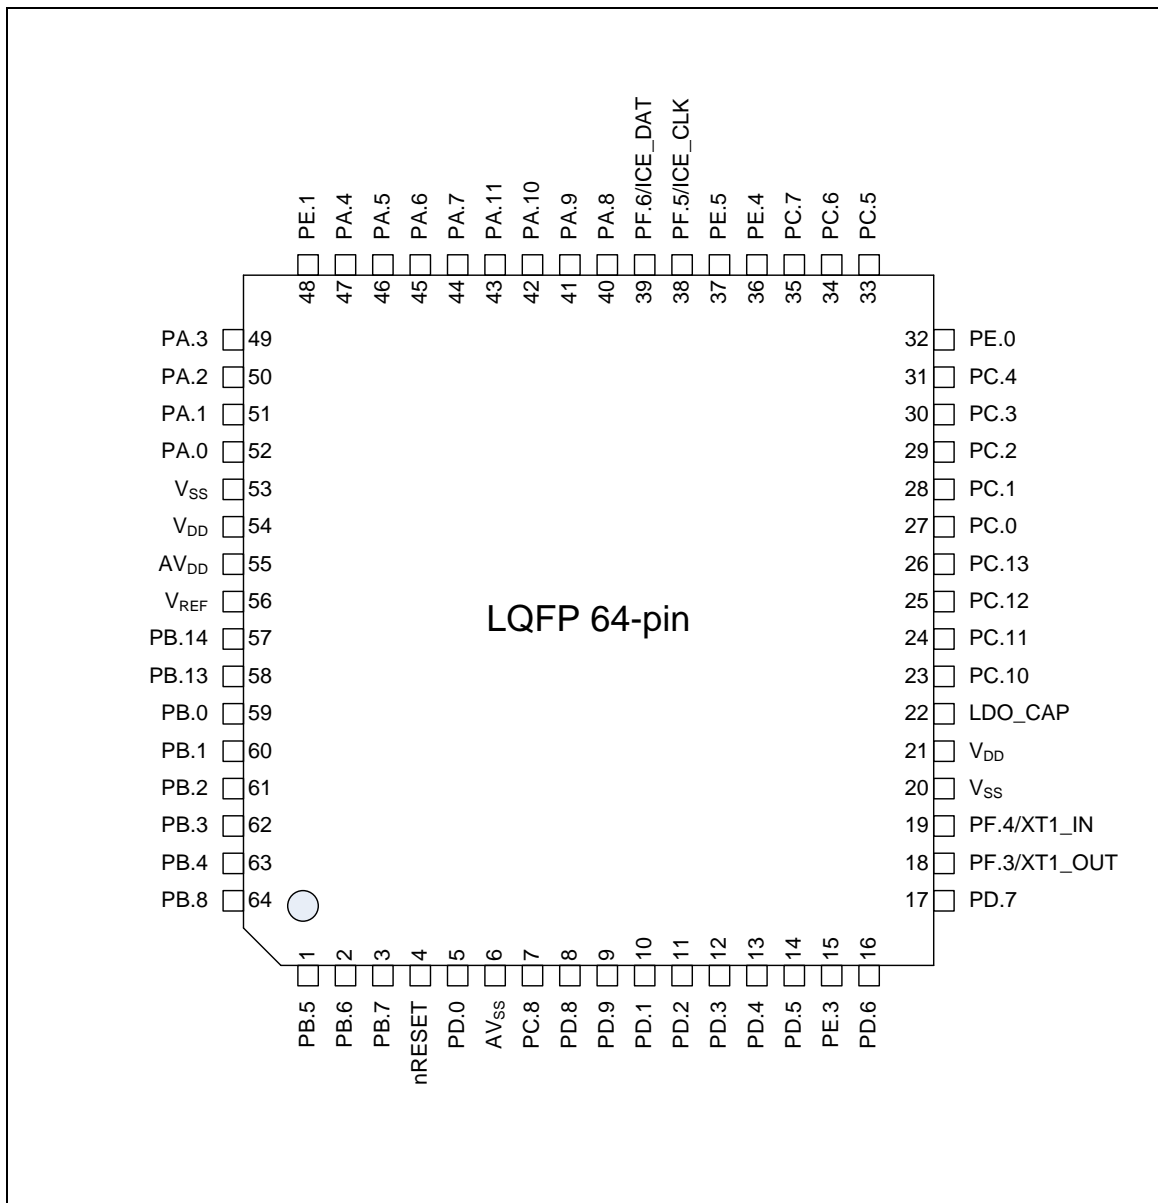 PE.1
PA.4
PA.5
PA.6
PA.7
PA.11
PA.10
PA.9
PA.8
PF.6/ICE_DAT
PF.5/ICE_CLK
PE.5
PE.4
PC.7
PC.6
PC.5
48
47
46
45
44
43
42
41
40
39
38
37
36
35
34
33
PA.3 49
PA.2 50
PA.1 51
PA.0 52
VSS 53
VDD 54
AVDD 55
VREF 56
PB.14 57
PB.13 58
PB.0 59
PB.1 60
PB.2 61
PB.3 62
PB.4 63
PB.8 64
LQFP 64-pin
32 PE.0
31 PC.4
30 PC.3
29 PC.2
28 PC.1
27 PC.0
26 PC.13
25 PC.12
24 PC.11
23 PC.10
22 LDO_CAP
21 VDD
20 VSS
19 PF.4/XT1_IN
18 PF.3/XT1_OUT
17 PD.7
1
2
3
4
5
6
7
8
9
10
11
12
13
14
15
16
PB.5
PB.6
PB.7
nRESET
PD.0
AVSS
PC.8
PD.8
PD.9
PD.1
PD.2
PD.3
PD.4
PD.5
PE.3
PD.6